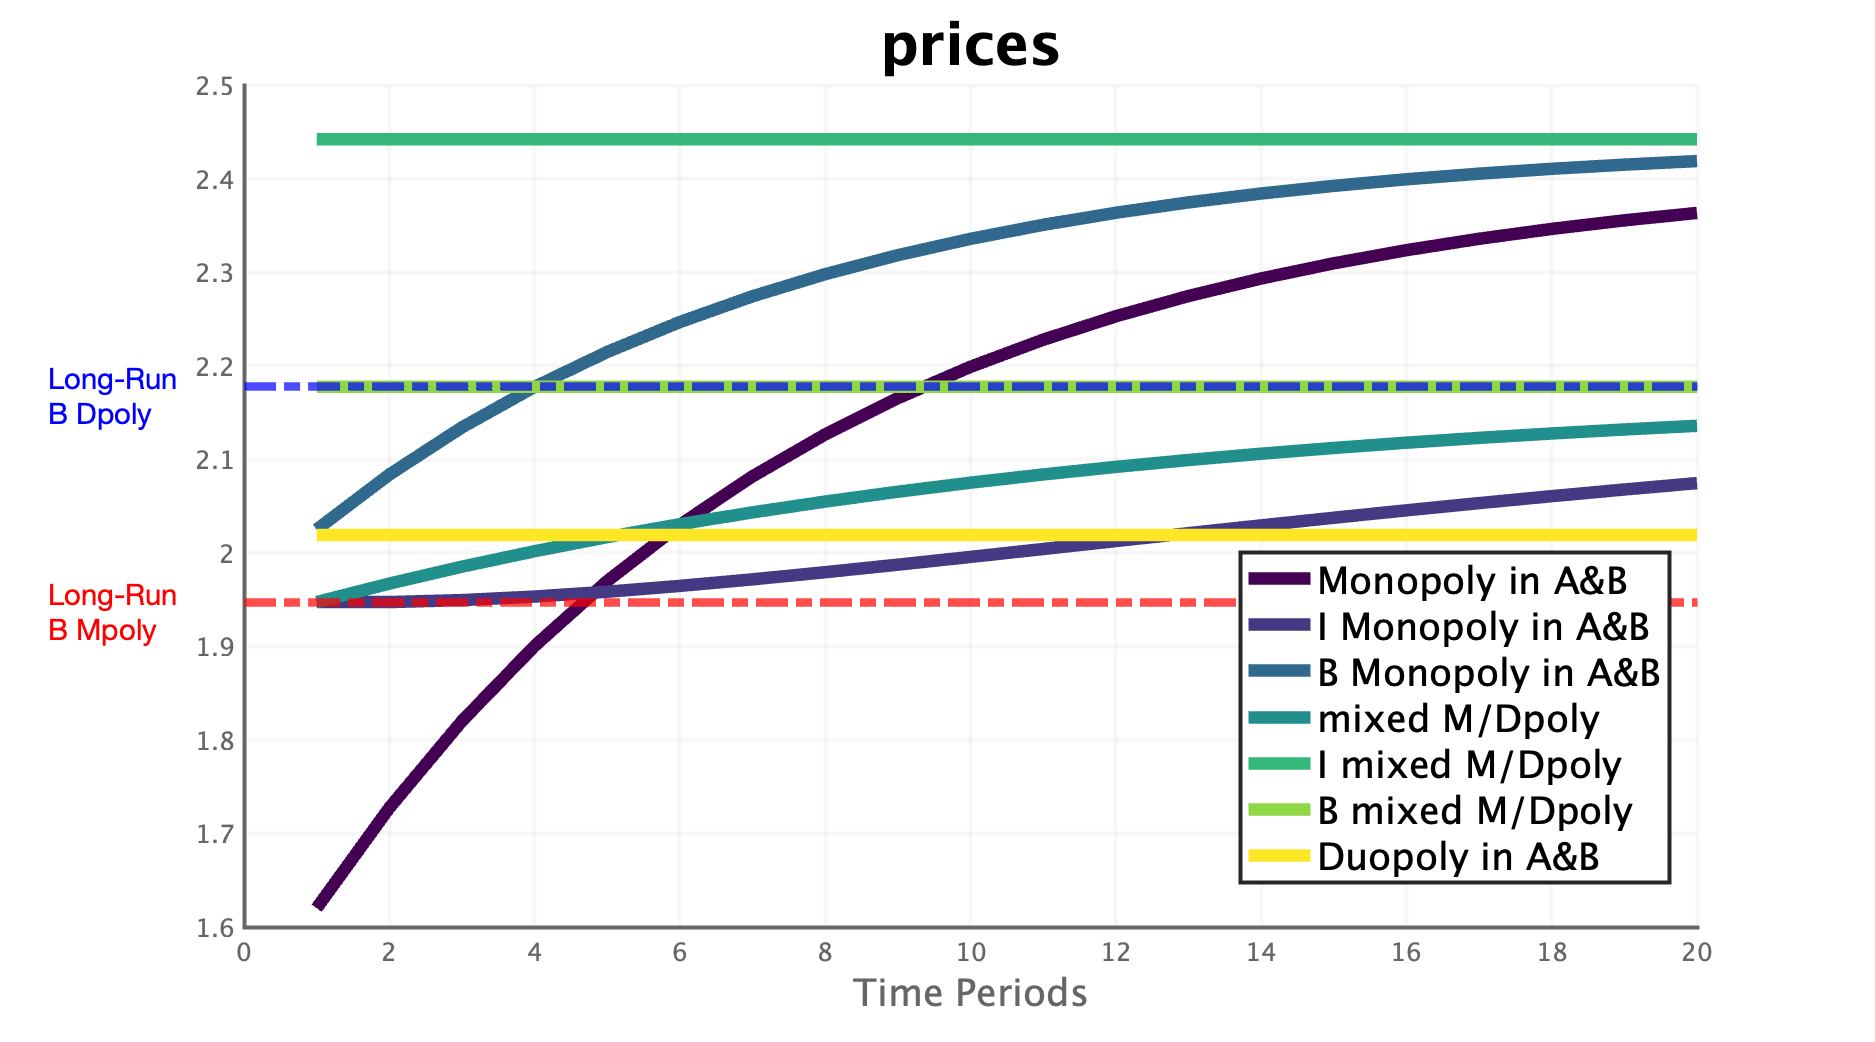 prices
2.5
2.4
2.3
2.2
Long-Run
B Dpoly
2.1
2
Long-Run
B Mpoly
1.9
1.8
1.7
1.6
Monopoly in A&B
I Monopoly in A&B
B Monopoly in A&B
mixed M/Dpoly
I mixed M/Dpoly
B mixed M/Dpoly
Duopoly in A&B
0 2 4 6 8 10 12 14 16 18 20
Time Periods